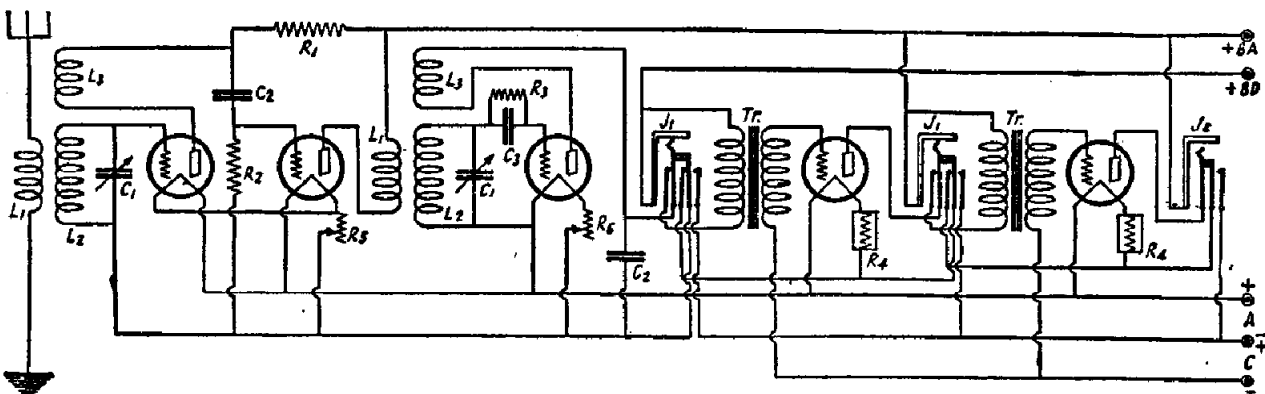 L3
L1
L2
C1
C2
R1
R2
R5
L1
L3
L2
C1
R3
C3
R6
C2
J1
Tr.
R4
J1
Tr.
R4
J2
+BA
+BD
+
A
-
+
C
-